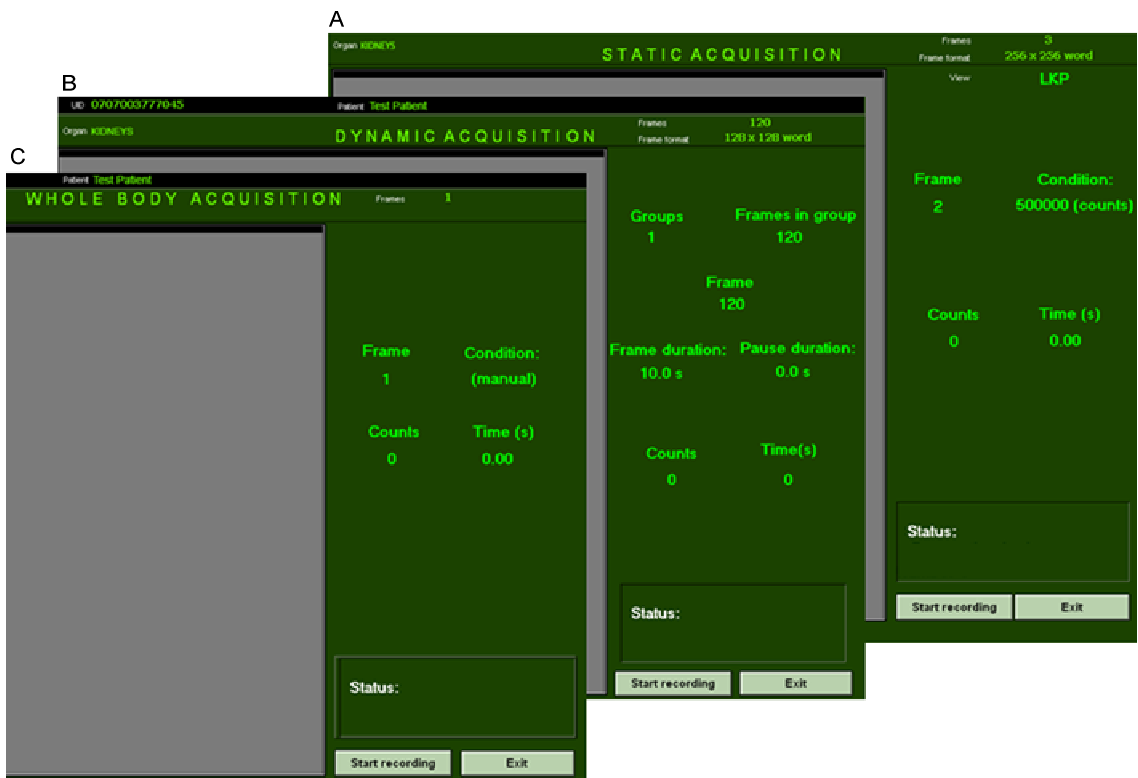 A
Organ KIDNEYS
STATIC ACQUISITION
Frames 3
Frame format 256 x 256 word
View LKP
Frame Condition:
2 500000 (counts)
Counts Time (s)
0 0.00
Status:
Start recording Exit
B
UID 0707003777045 Patient Test Patient
Organ KIDNEYS
DYNAMIC ACQUISITION
Frames 120
Frame format 128 x 128 word
Groups Frames in group
1 120
Frame
120
Frame duration: Pause duration:
10.0 s 0.0 s
Counts Time(s)
0 0
Status:
Start recording Exit
C
Patient Test Patient
WHOLE BODY ACQUISITION Frames 1
Frame Condition:
1 (manual)
Counts Time (s)
0 0.00
Status:
Start recording Exit